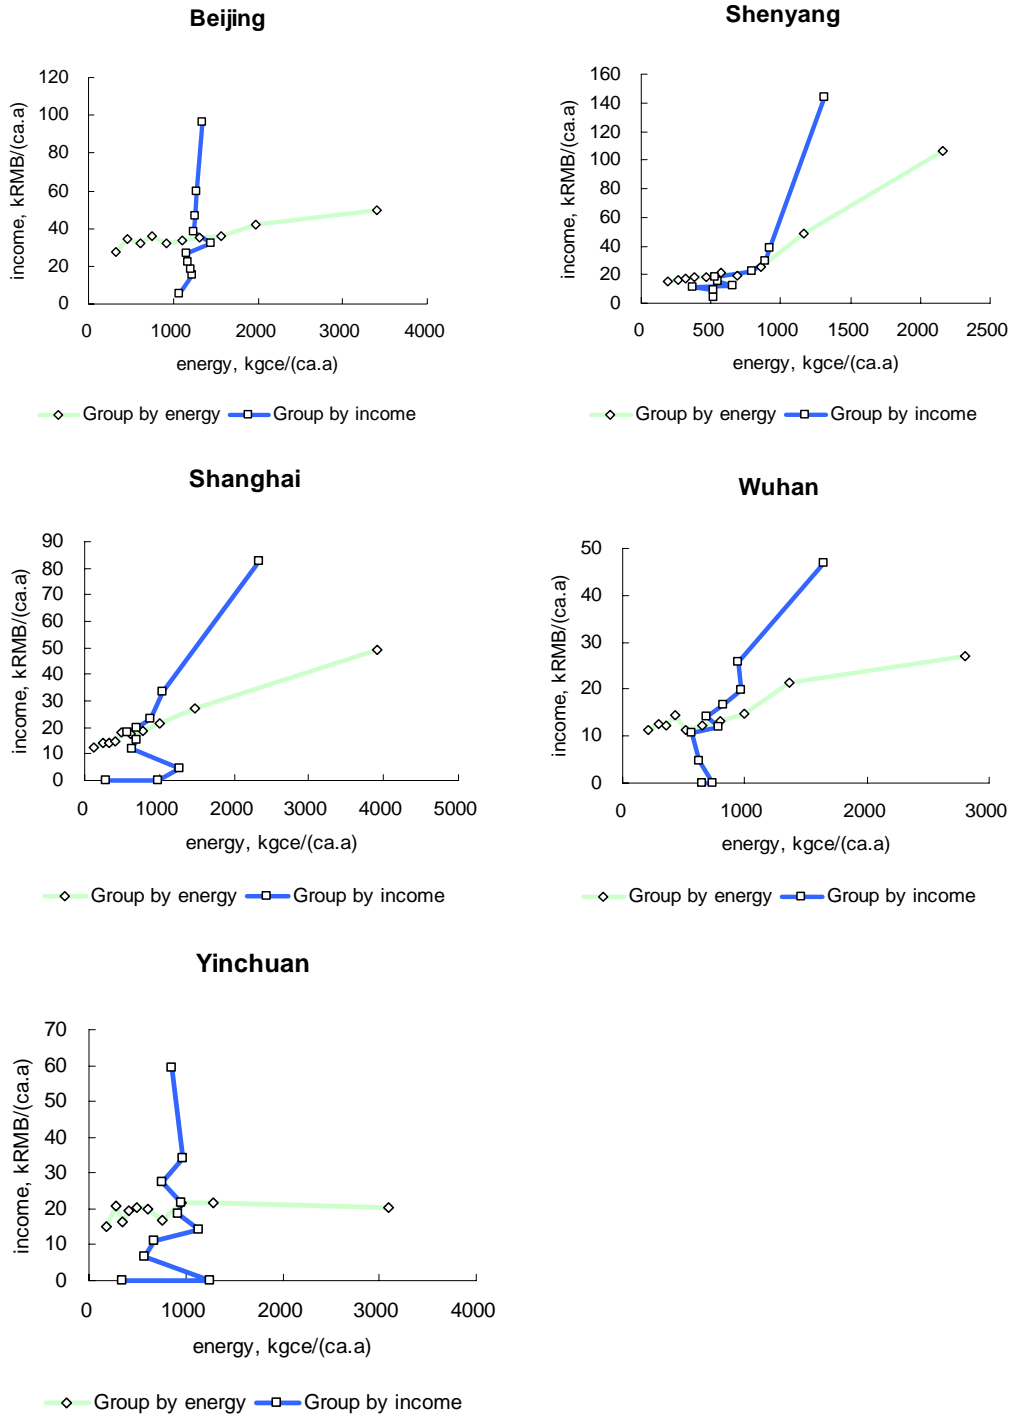 Beijing
120
100
80
60
40
20
0
income, kRMB/(ca.a)
0 1000 2000 3000 4000
energy, kgce/(ca.a)
Group by energy Group by income
Shenyang
160
140
120
100
80
60
40
20
0
income, kRMB/(ca.a)
0 500 1000 1500 2000 2500
energy, kgce/(ca.a)
Group by energy Group by income
Shanghai
90
80
70
60
50
40
30
20
10
0
income, kRMB/(ca.a)
0 1000 2000 3000 4000 5000
energy, kgce/(ca.a)
Group by energy Group by income
Wuhan
50
40
30
20
10
0
income, kRMB/(ca.a)
0 1000 2000 3000
energy, kgce/(ca.a)
Group by energy Group by income
Yinchuan
70
60
50
40
30
20
10
0
income, kRMB/(ca.a)
0 1000 2000 3000 4000
energy, kgce/(ca.a)
Group by energy Group by income